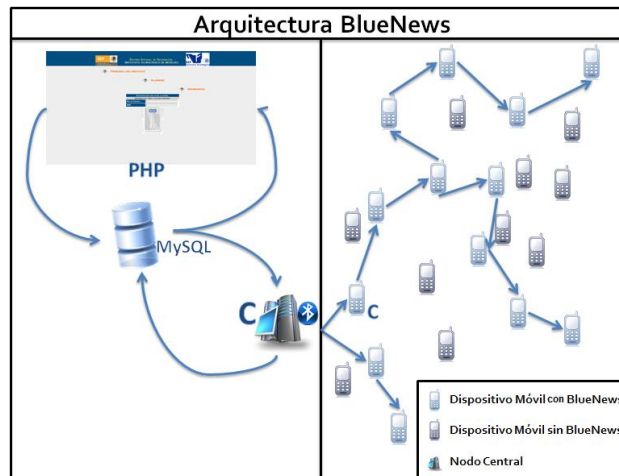 Arquitectura BlueNews
PHP
MySQL
C
C
Dispositivo Móvil con BlueNews
Dispositivo Móvil sin BlueNews
Nodo Central